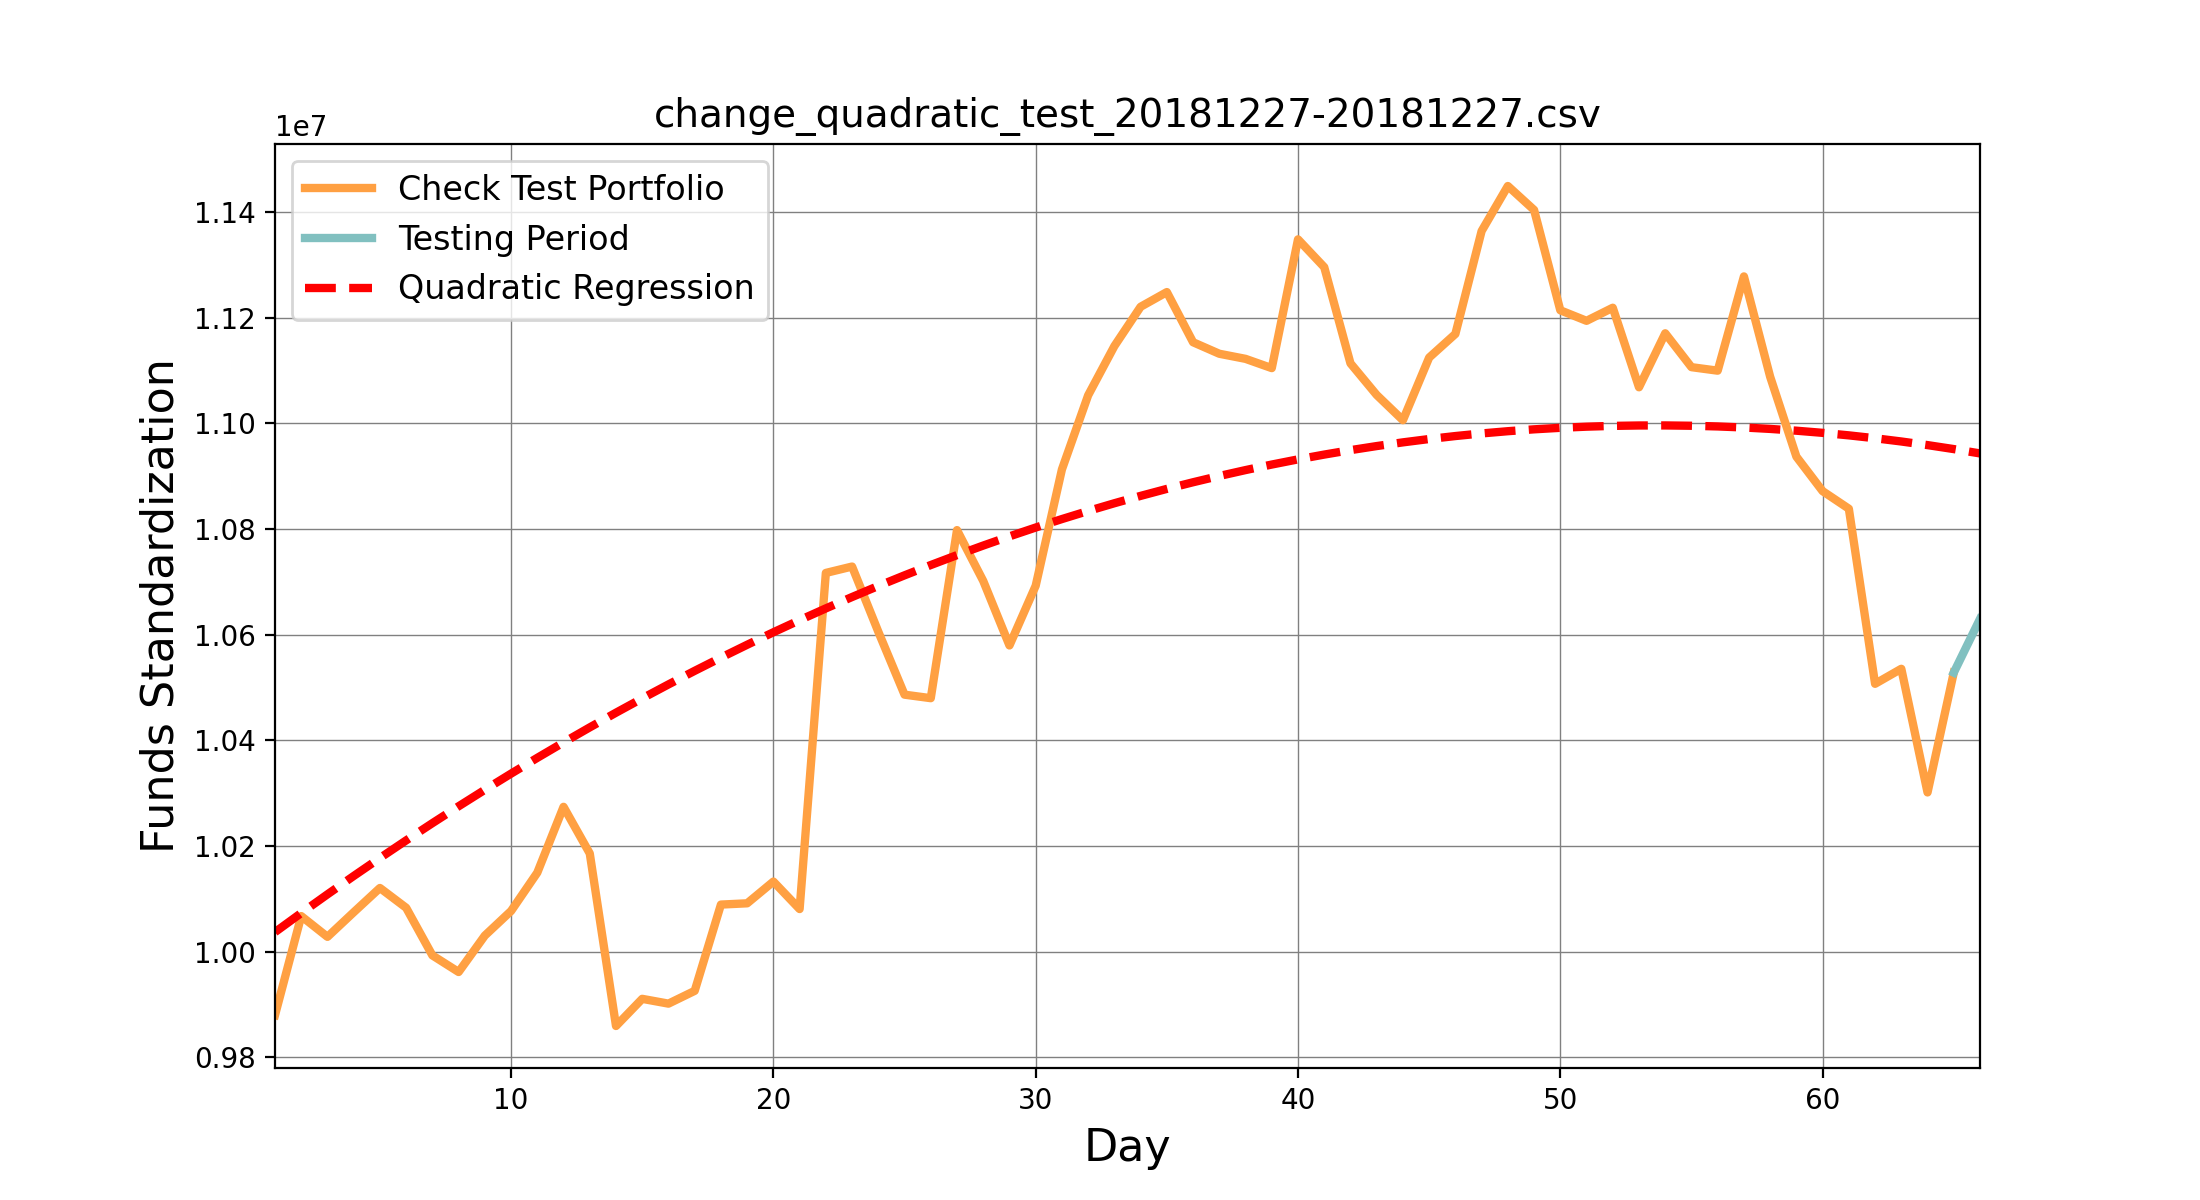 change_quadratic_test_20181227-20181227.csv
1e7
Check Test Portfolio
Testing Period
Quadratic Regression
1.14
1.12
1.10
1.08
1.06
1.04
1.02
1.00
0.98
Funds Standardization
10 20 30 40 50 60
Day